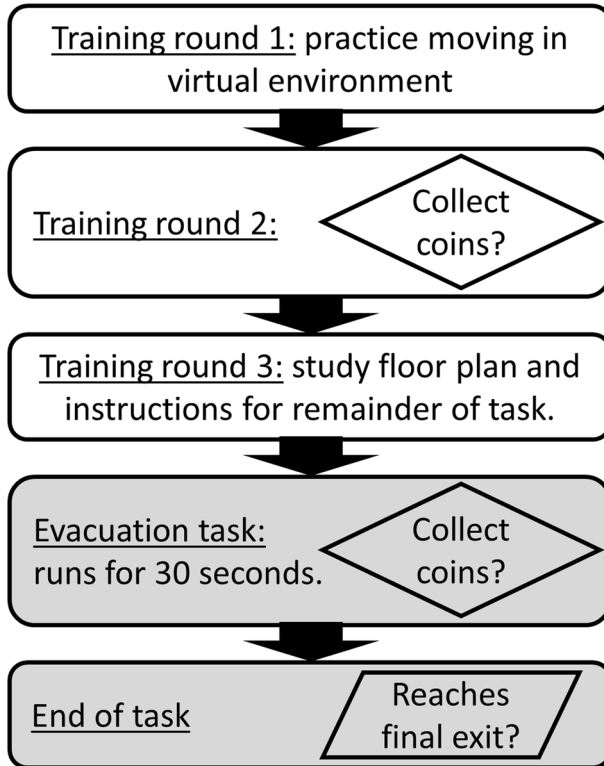 Training round 1: practice moving in
virtual environment
Training round 2:
Collect
coins?
Training round 3: study floor plan and
instructions for remainder of task.
Evacuation task:
runs for 30 seconds.
Collect
coins?
End of task
Reaches
final exit?